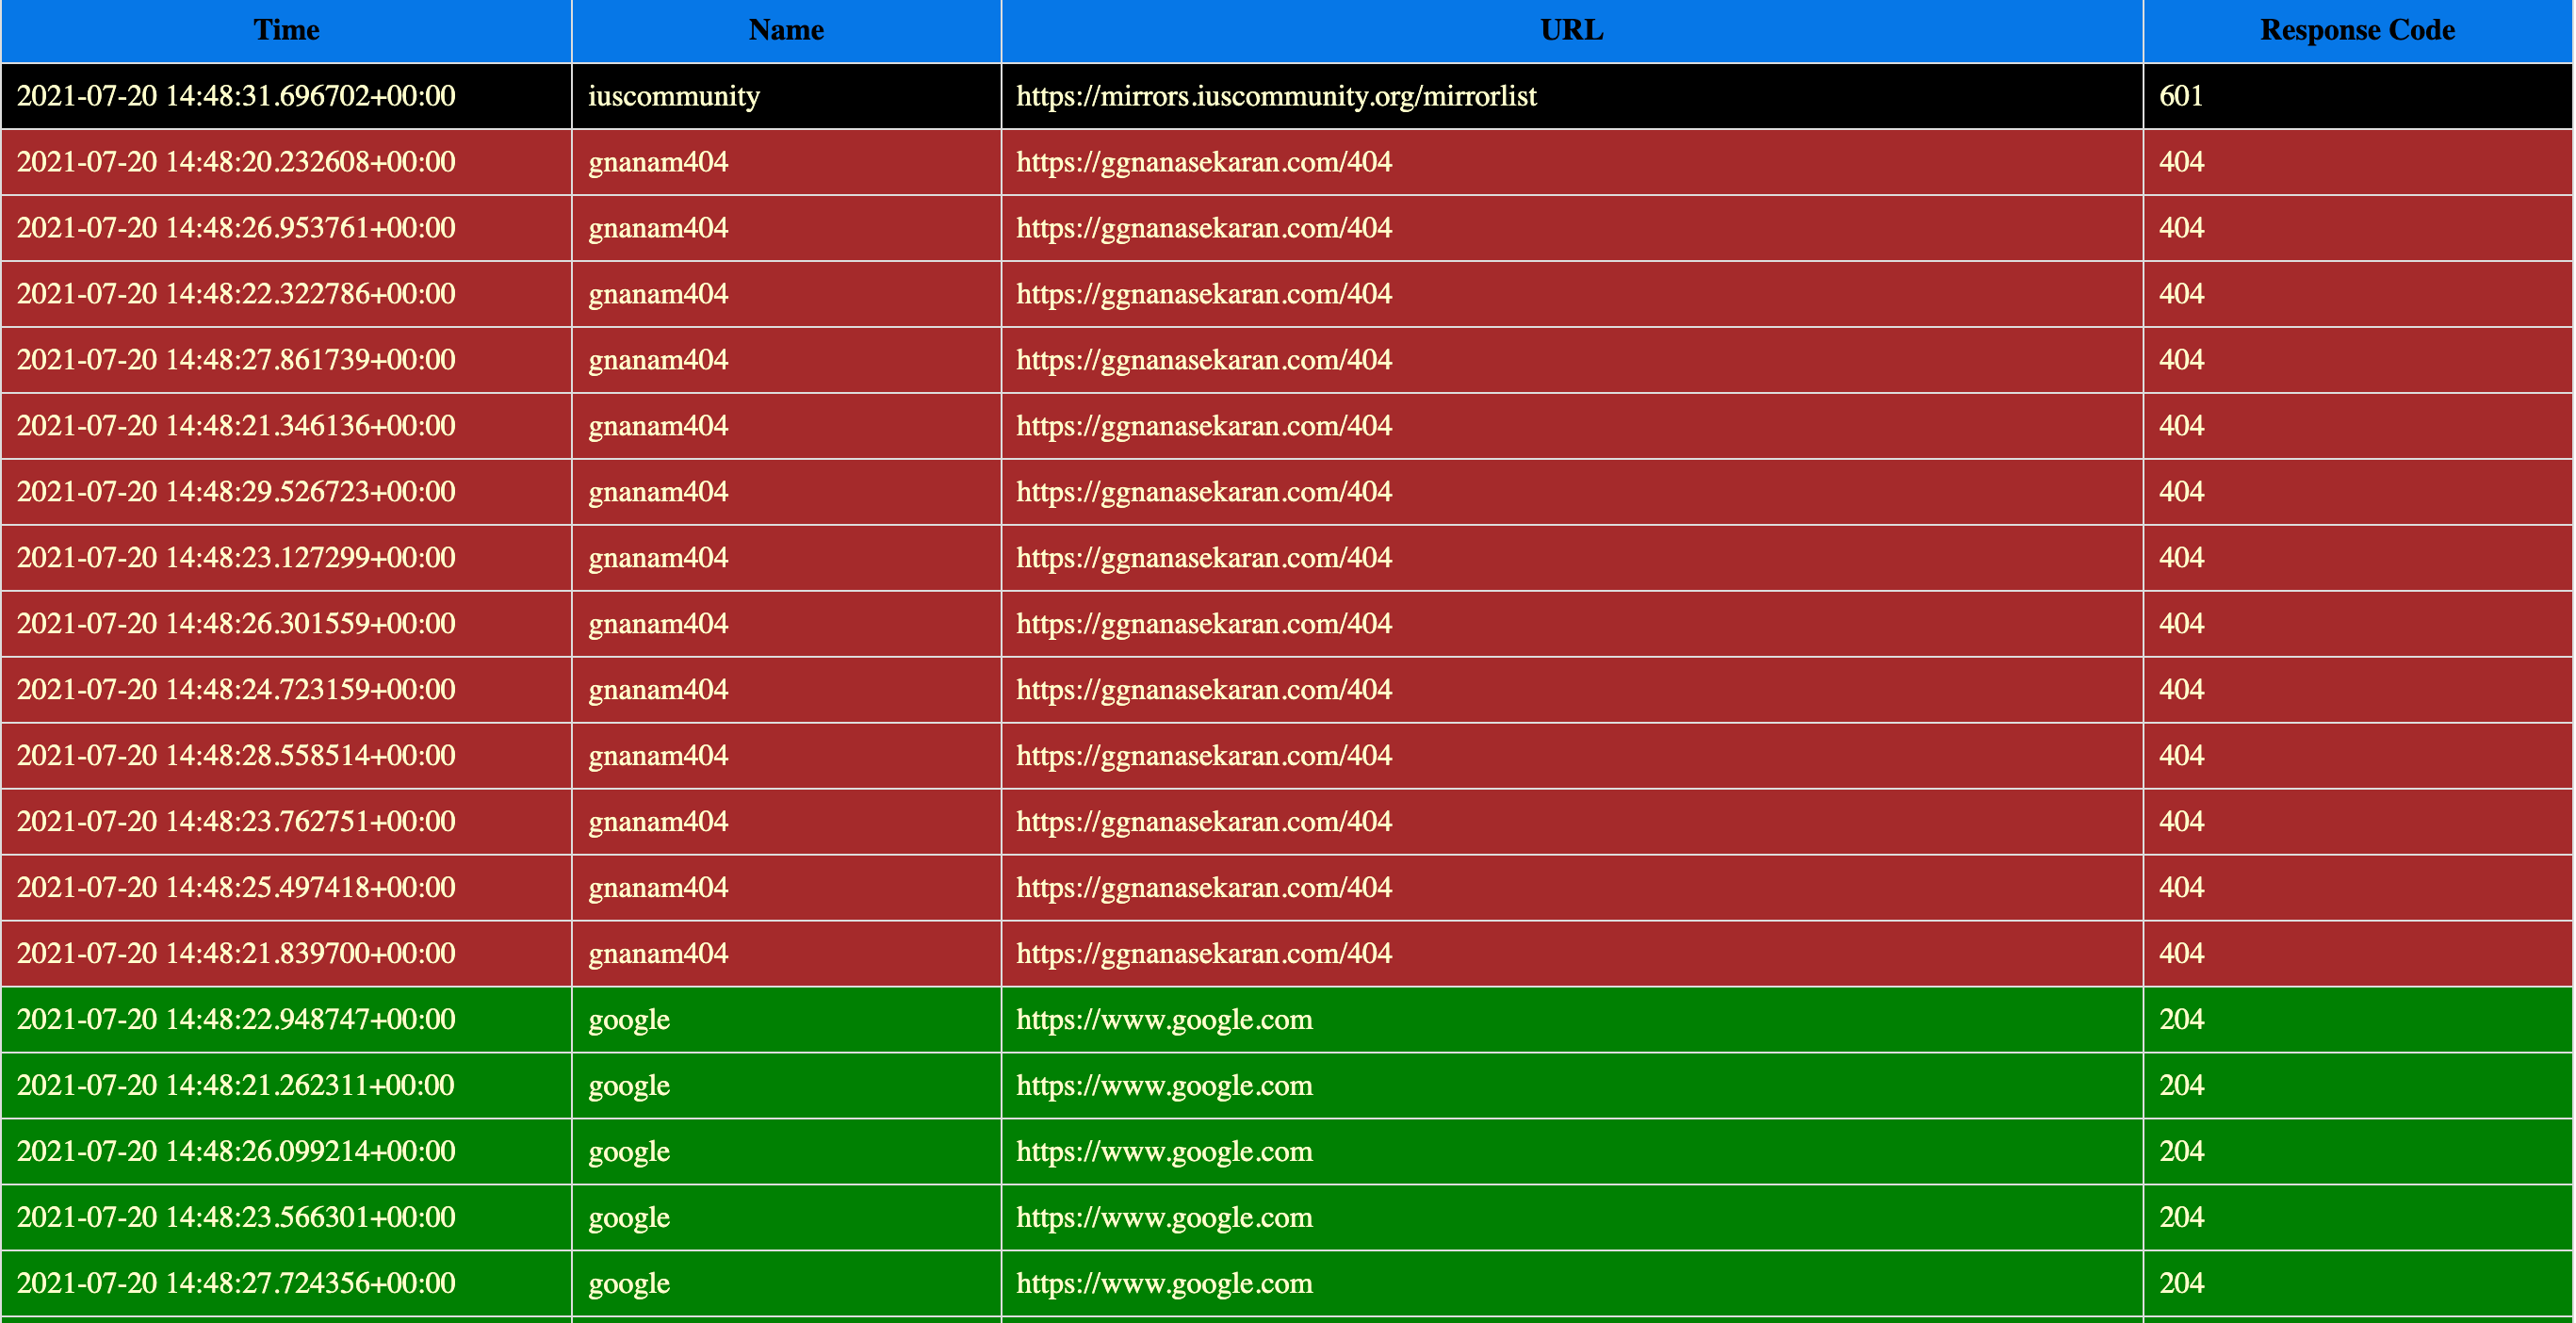 Time Name URL Response Code
2021-07-20 14:48:31.696702+00:00 iuscommunity https://mirrors.iuscommunity.org/mirrorlist 601
2021-07-20 14:48:20.232608+00:00 gnanam404 https://ggnanasekaran.com/404 404
2021-07-20 14:48:26.953761+00:00 gnanam404 https://ggnanasekaran.com/404 404
2021-07-20 14:48:22.322786+00:00 gnanam404 https://ggnanasekaran.com/404 404
2021-07-20 14:48:27.861739+00:00 gnanam404 https://ggnanasekaran.com/404 404
2021-07-20 14:48:21.346136+00:00 gnanam404 https://ggnanasekaran.com/404 404
2021-07-20 14:48:29.526723+00:00 gnanam404 https://ggnanasekaran.com/404 404
2021-07-20 14:48:23.127299+00:00 gnanam404 https://ggnanasekaran.com/404 404
2021-07-20 14:48:26.301559+00:00 gnanam404 https://ggnanasekaran.com/404 404
2021-07-20 14:48:24.723159+00:00 gnanam404 https://ggnanasekaran.com/404 404
2021-07-20 14:48:28.558514+00:00 gnanam404 https://ggnanasekaran.com/404 404
2021-07-20 14:48:23.762751+00:00 gnanam404 https://ggnanasekaran.com/404 404
2021-07-20 14:48:25.497418+00:00 gnanam404 https://ggnanasekaran.com/404 404
2021-07-20 14:48:21.839700+00:00 gnanam404 https://ggnanasekaran.com/404 404
2021-07-20 14:48:22.948747+00:00 google https://www.google.com 204
2021-07-20 14:48:21.262311+00:00 google https://www.google.com 204
2021-07-20 14:48:26.099214+00:00 google https://www.google.com 204
2021-07-20 14:48:23.566301+00:00 google https://www.google.com 204
2021-07-20 14:48:27.724356+00:00 google https://www.google.com 204